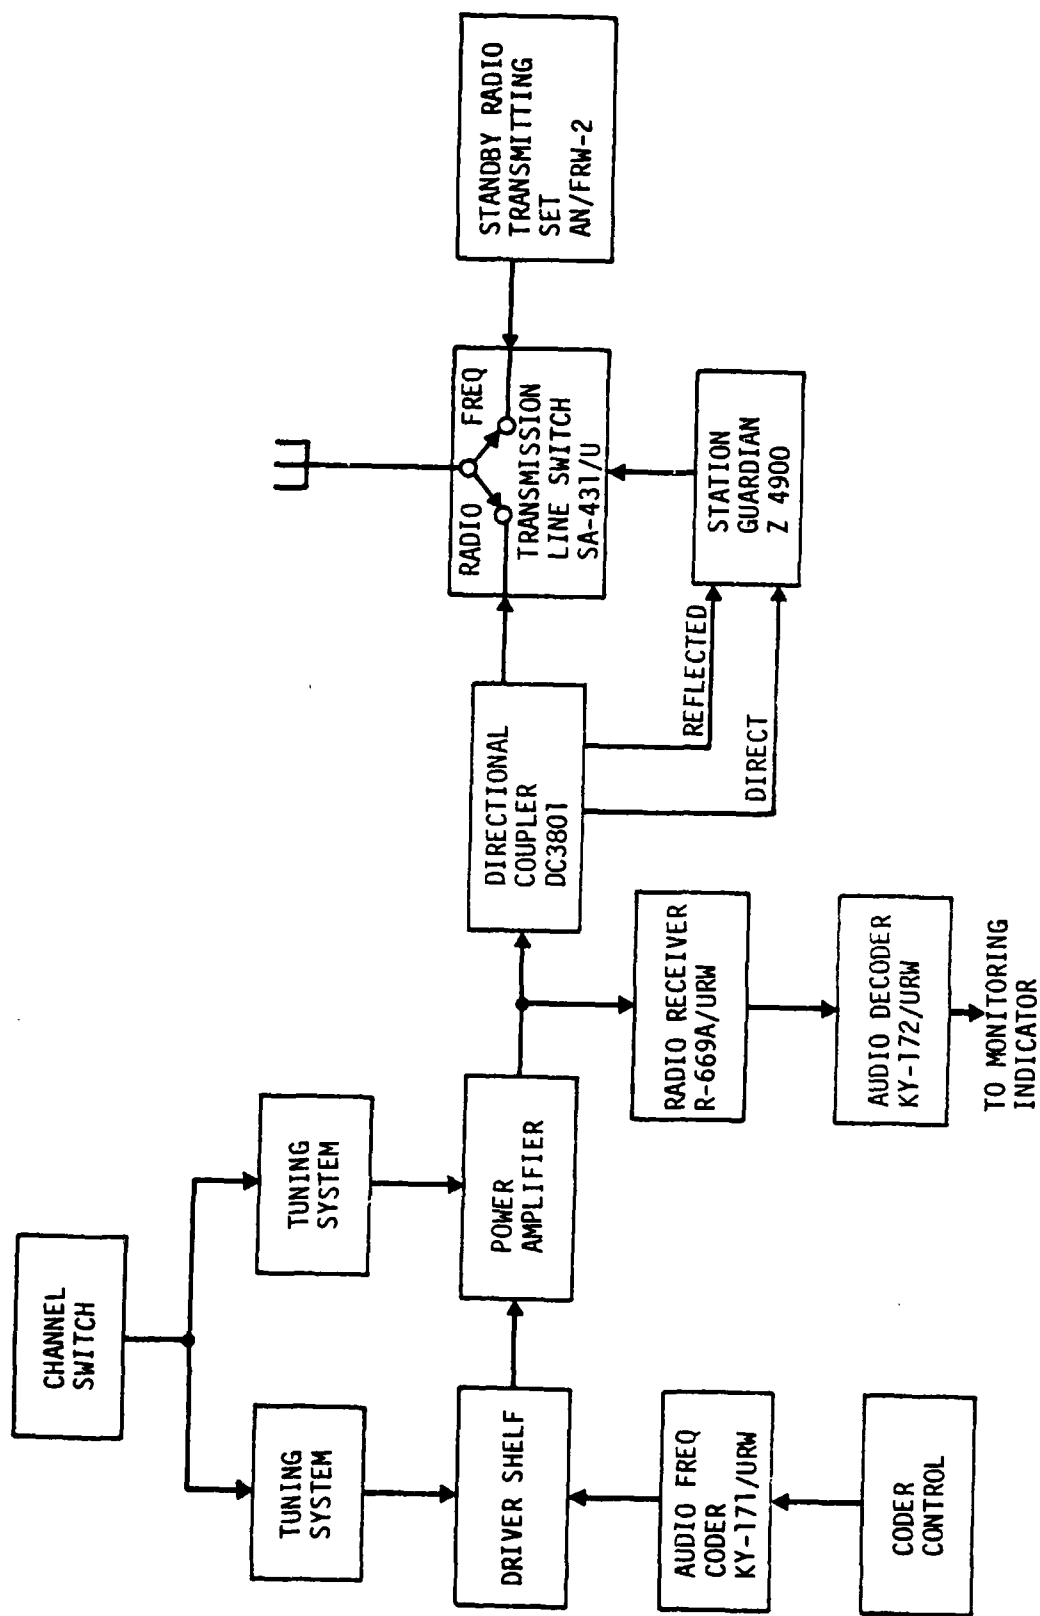 CHANNEL
SWITCH
TUNING
SYSTEM
TUNING
SYSTEM
DRIVER SHELF
POWER
AMPLIFIER
AUDIO FREQ
CODER
KY-171/URW
CODER
CONTROL
DIRECTIONAL
COUPLER
DC3801
RADIO RECEIVER
R-669A/URW
AUDIO DECODER
KY-172/URW
TO MONITORING
INDICATOR
REFLECTED
DIRECT
RADIO FREQ
TRANSMISSION
LINE SWITCH
SA-431/U
STATION
GUARDIAN
Z 4900
STANDBY RADIO
TRANSMITTING
SET
AN/FRW-2